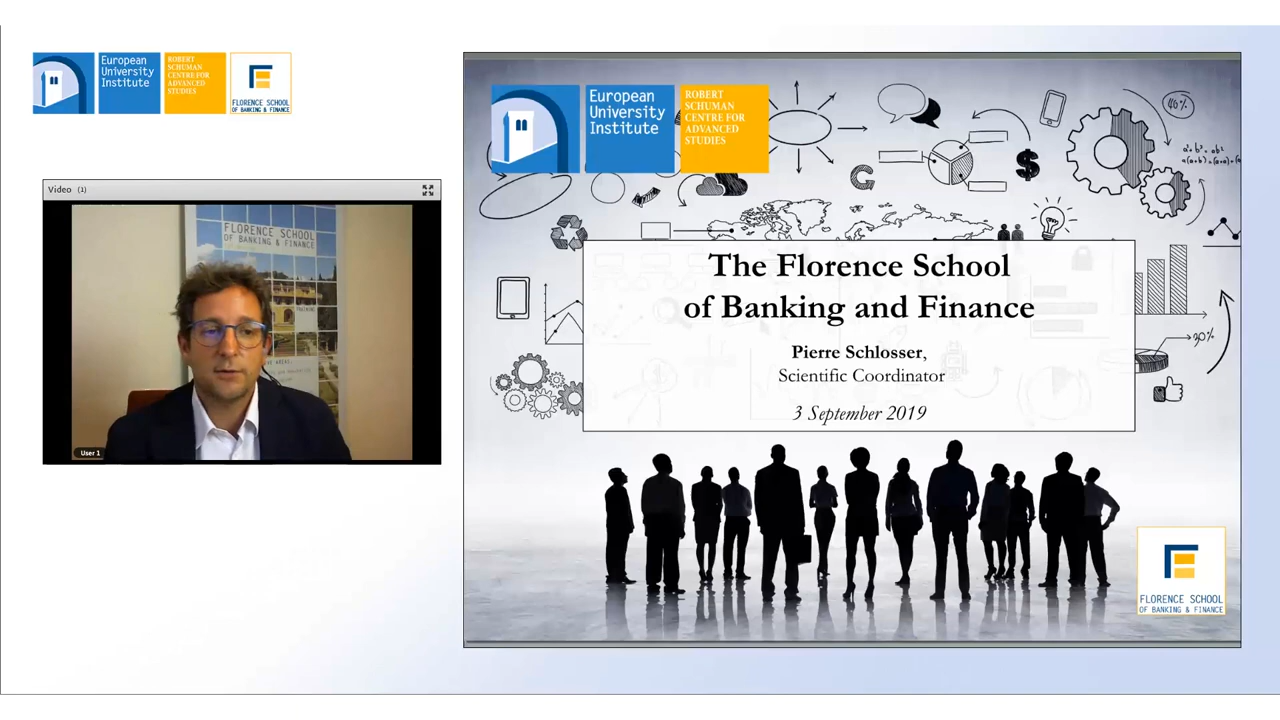 European
University
Institute
ROBERT
SCHUMAN
CENTRE FOR
ADVANCED
STUDIES
FLORENCE SCHOOL
OF BANKING & FINANCE
Video (1)
FLORENCE SCHOOL
OF BANKING & FINANCE
TRAINING
User 1
European
University
Institute
ROBERT
SCHUMAN
CENTRE FOR
ADVANCED
STUDIES
40%
$
30%
The Florence School
of Banking and Finance
Pierre Schlosser,
Scientific Coordinator
3 September 2019
FLORENCE SCHOOL
OF BANKING & FINANCE